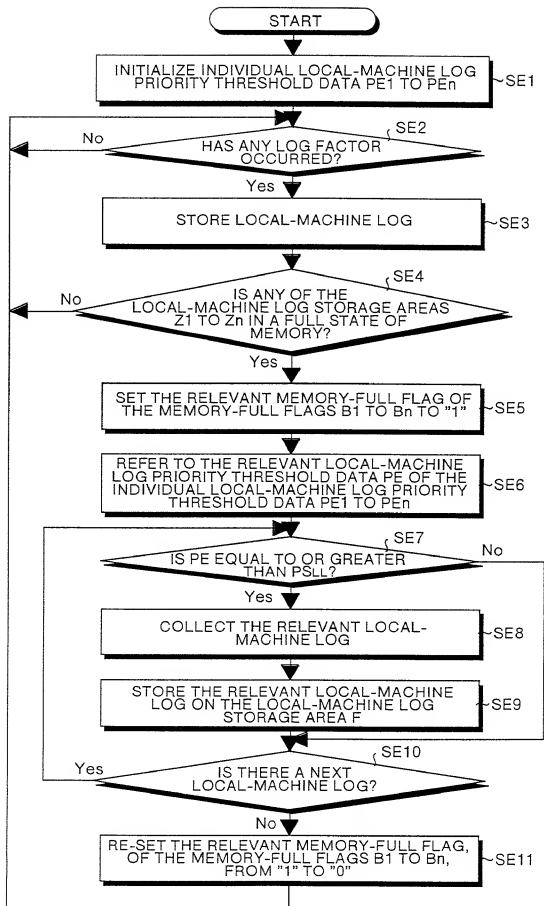 START
INITIALIZE INDIVIDUAL LOCAL-MACHINE LOG
PRIORITY THRESHOLD DATA PE1 TO PEn
SE1
SE2
No
HAS ANY LOG FACTOR
OCCURRED?
Yes
STORE LOCAL-MACHINE LOG
SE3
SE4
No
IS ANY OF THE
LOCAL-MACHINE LOG STORAGE AREAS
Z1 TO Zn IN A FULL STATE OF
MEMORY?
Yes
SET THE RELEVANT MEMORY-FULL FLAG OF
THE MEMORY-FULL FLAGS B1 TO Bn TO "1"
SE5
REFER TO THE RELEVANT LOCAL-MACHINE
LOG PRIORITY THRESHOLD DATA PE OF THE
INDIVIDUAL LOCAL-MACHINE LOG PRIORITY
THRESHOLD DATA PE1 TO PEn
SE6
SE7
No
IS PE EQUAL TO OR GREATER
THAN PSLL?
Yes
COLLECT THE RELEVANT LOCAL-
MACHINE LOG
SE8
STORE THE RELEVANT LOCAL-MACHINE
LOG ON THE LOCAL-MACHINE LOG
STORAGE AREA F
SE9
SE10
Yes
IS THERE A NEXT
LOCAL-MACHINE LOG?
No
RE-SET THE RELEVANT MEMORY-FULL FLAG,
OF THE MEMORY-FULL FLAGS B1 TO Bn,
FROM "1" TO "0"
SE11